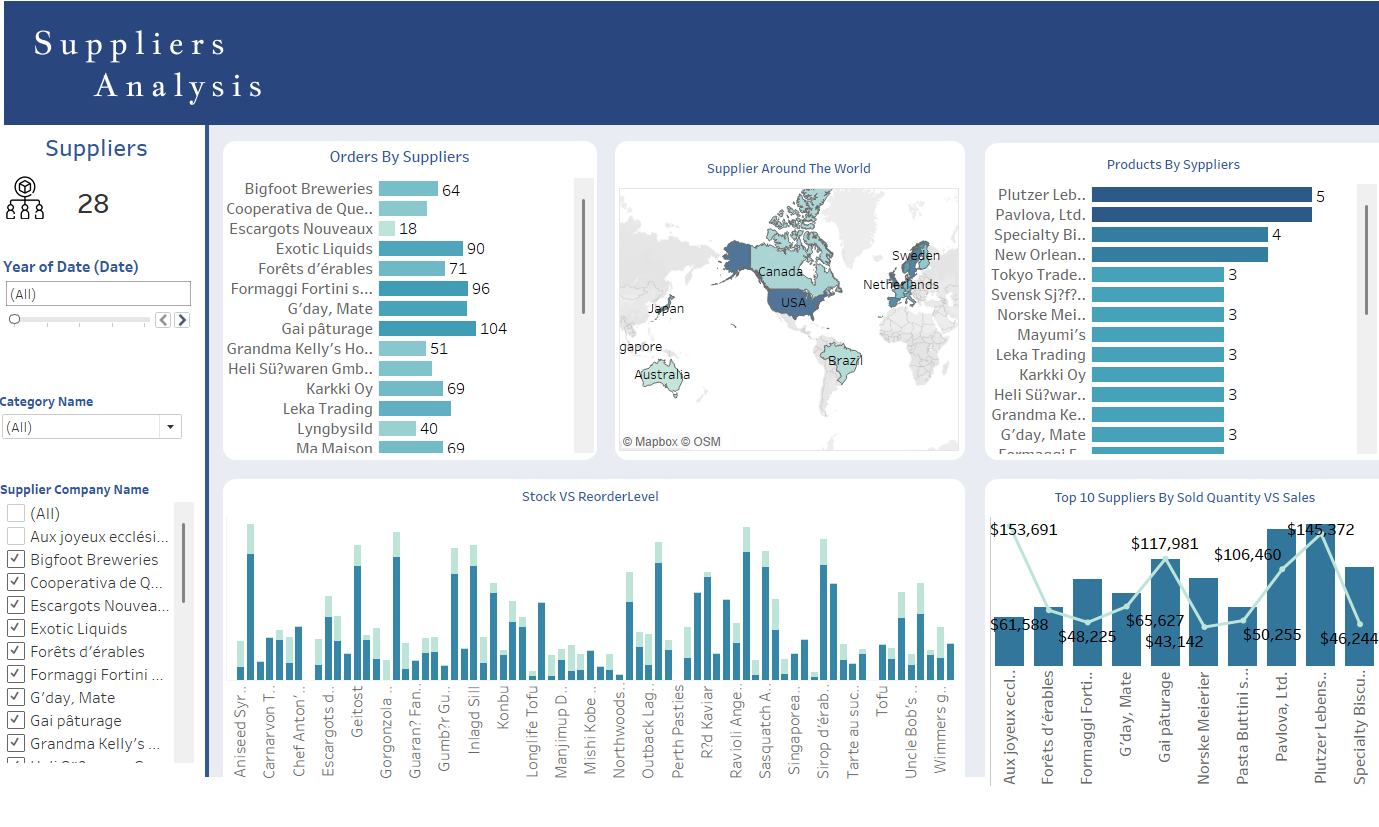 Suppliers
Analysis
Suppliers
28
Year of Date (Date)
(All)
Category Name
(All)
Supplier Company Name
(All)
Aux joyeux ecclési...
Bigfoot Breweries
Cooperativa de Q...
Escargots Nouvea...
Exotic Liquids
Forêts d’érables
Formaggi Fortini ...
G’day, Mate
Gai pâturage
Grandma Kelly’s ...
Orders By Suppliers
Bigfoot Breweries 64
Cooperativa de Que..
Escargots Nouveaux 18
Exotic Liquids 90
Forêts d’érables 71
Formaggi Fortini s... 96
G’day, Mate
Gai pâturage 104
Grandma Kelly’s Ho.. 51
Heli Sü?waren Gmb..
Karkki Oy 69
Leka Trading
Lyngbysild 40
Ma Maison 69
Supplier Around The World
Sweden
Canada
Netherlands
USA
Japan
gapore
Brazil
Australia
© Mapbox © OSM
Products By Syppliers
Plutzer Leb.. 5
Pavlova, Ltd.
Specialty Bi.. 4
New Orlean..
Tokyo Trade.. 3
Svensk Sj?f?..
Norske Mei.. 3
Mayumi’s
Leka Trading 3
Karkki Oy
Heli Sü?war.. 3
Grandma Ke..
G’day, Mate 3
Formaggi F..
Stock VS ReorderLevel
Aniseed Syr..
Carnarvon T..
Chef Anton’..
Escargots d..
Geitost
Gorgonzola ..
Guaran? Fan..
Gumb?r Gu..
Inlagd Sill
Konbu
Longlife Tofu
Manjimup D..
Mishi Kobe ..
Northwoods..
Outback Lag..
Perth Pasties
R?d Kaviar
Ravioli Ange..
Sasquatch A..
Singaporea..
Sirop d’érab..
Tarte au suc..
Tofu
Uncle Bob’s ..
Wimmers g..
Top 10 Suppliers By Sold Quantity VS Sales
$153,691
$145,372
$117,981
$106,460
$61,588
$65,627
$48,225
$43,142
$50,255
$46,244
Aux joyeux eccl..
Forêts d’érables
Formaggi Forti..
G’day, Mate
Gai pâturage
Norske Meierier
Pasta Buttini s...
Pavlova, Ltd.
Plutzer Lebens..
Specialty Biscu..